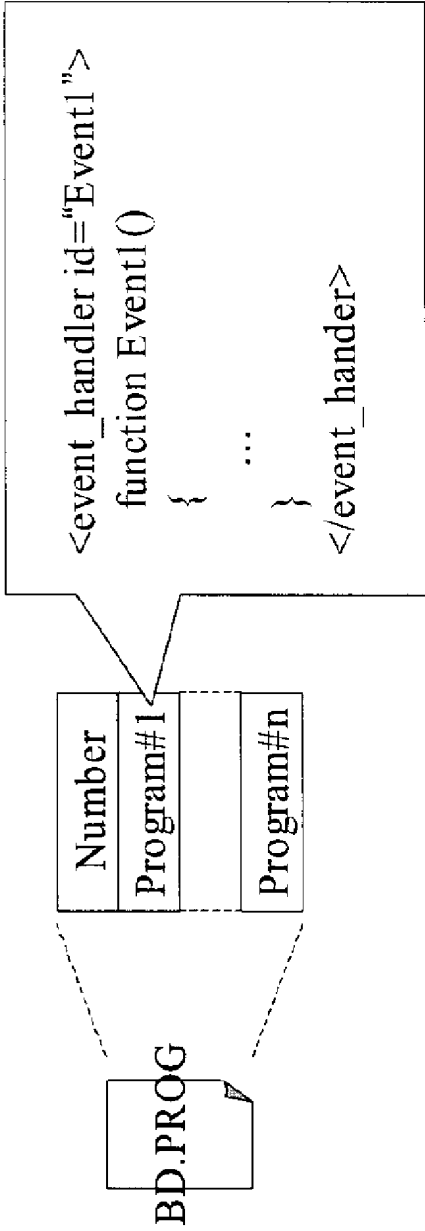 BD.PROG
Number
Program#1
Program#n
<event_handler id=“Event1”>
function Event1()
{
...
}
</event_hander>